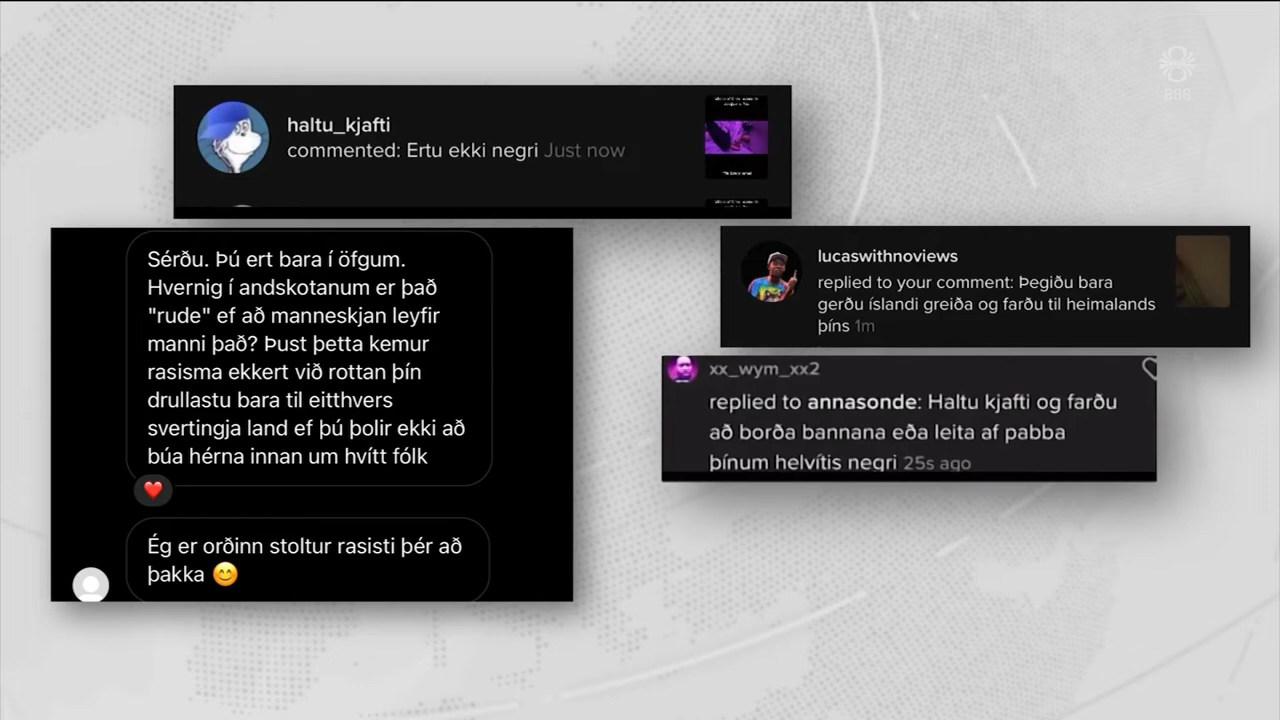 haltu_kjafti
commented: Ertu ekki negri Just now
Sérðu. Þú ert bara í öfgum.
Hvernig í andskotanum er það
"rude" ef að manneskjan leyfir
manni það? Þust þetta kemur
rasisma ekkert við rottan þín
drullastu bara til eitthvers
svertingja land ef þú þolir ekki að
búa hérna innan um hvítt fólk
Ég er orðinn stoltur rasisti þér að
þakka 😊
lucaswithnoviews
replied to your comment: Þegiðu bara
gerðu íslandi greiða og farðu til heimalands
þíns 1m
xx_wym_xx2
replied to annasonde: Haltu kjafti og farðu
að borða bannana eða leita af pabba
þínum helvítis negri 25s ago
888